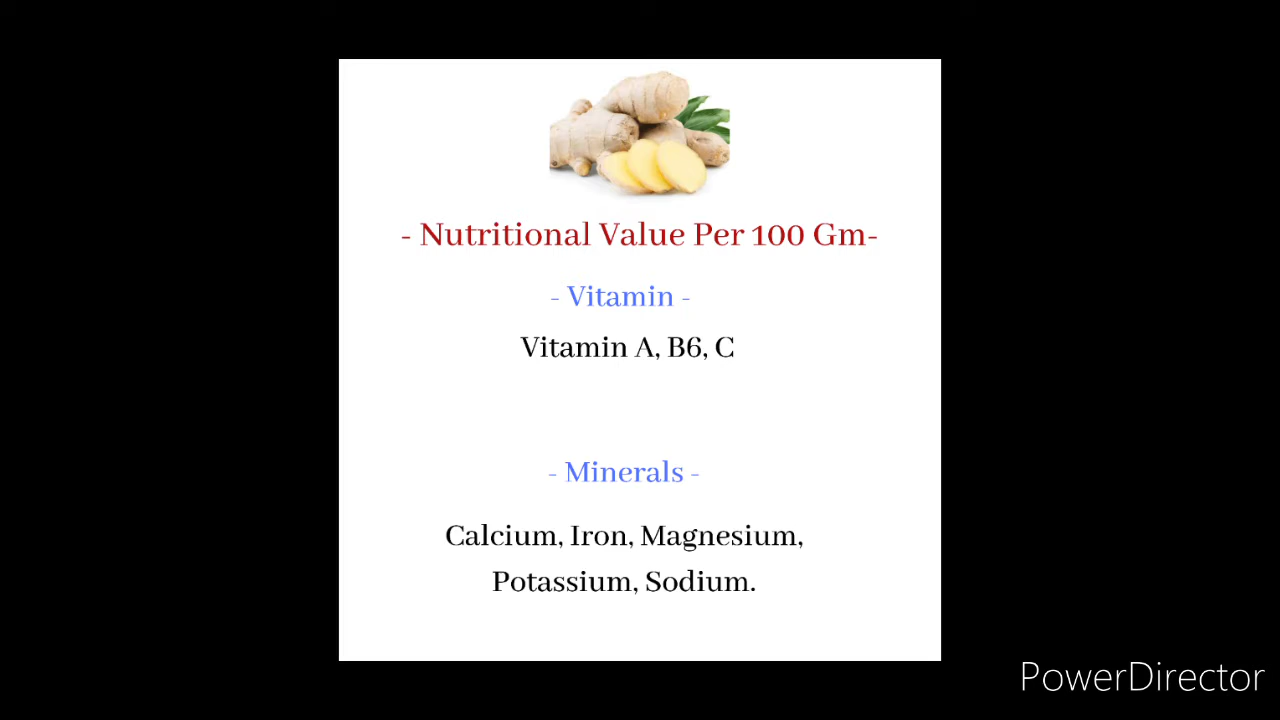 - Nutritional Value Per 100 Gm-
- Vitamin -
Vitamin A, B6, C
- Minerals -
Calcium, Iron, Magnesium,
Potassium, Sodium.
PowerDirector